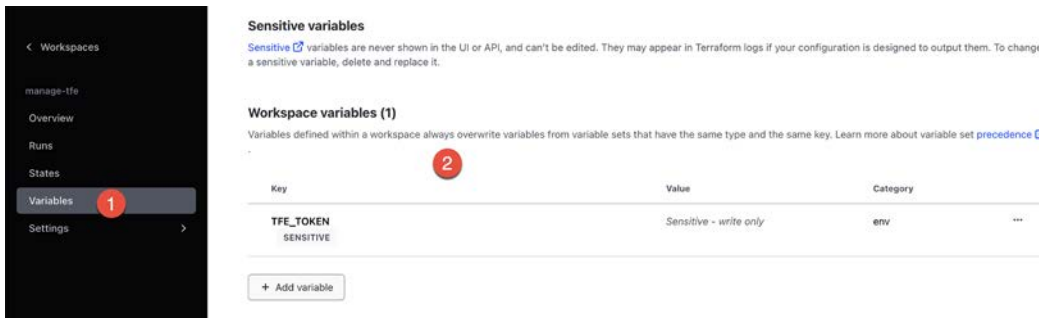 Workspaces
manage-tfe
Overview
Runs
States
Variables
1
Settings
Sensitive variables
Sensitive variables are never shown in the UI or API, and can't be edited. They may appear in Terraform logs if your configuration is designed to output them. To change
a sensitive variable, delete and replace it.
Workspace variables (1)
Variables defined within a workspace always overwrite variables from variable sets that have the same type and the same key. Learn more about variable set precedence
.
2
Key Value Category
TFE_TOKEN Sensitive - write only env ...
SENSITIVE
+ Add variable